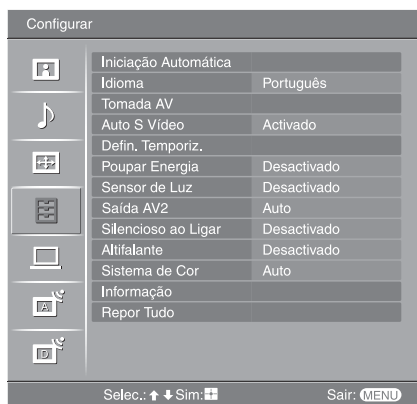 Configurar
Iniciação Automática
Idioma Português
Tomada AV
Auto S Vídeo Activado
Defin. Temporiz.
Poupar Energia Desactivado
Sensor de Luz Desactivado
Saída AV2 Auto
Silencioso ao Ligar Desactivado
Altifalante Desactivado
Sistema de Cor Auto
Informação
Repor Tudo
A
D
Selec.: Sim: Sair: MENU